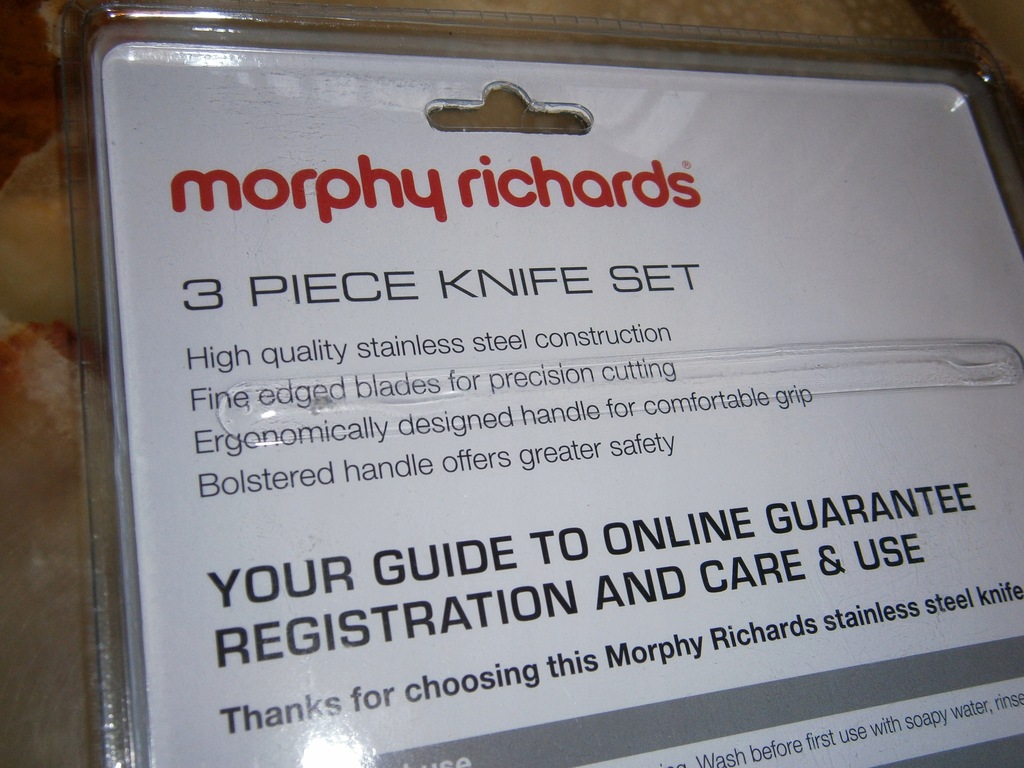 morphy richards®
3 PIECE KNIFE SET
High quality stainless steel construction
Fine edged blades for precision cutting
Ergonomically designed handle for comfortable grip
Bolstered handle offers greater safety
YOUR GUIDE TO ONLINE GUARANTEE
REGISTRATION AND CARE & USE
Thanks for choosing this Morphy Richards stainless steel knife
use
Wash before first use with soapy water, rinse